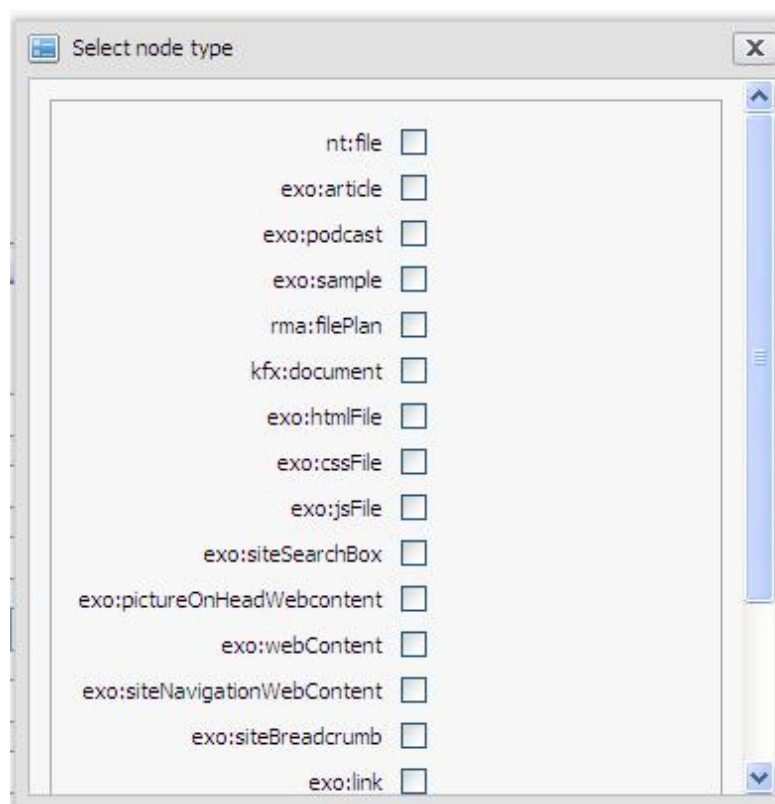 Select node type
nt:file
exo:article
exo:podcast
exo:sample
rma:filePlan
kfx:document
exo:htmlFile
exo:cssFile
exo:jsFile
exo:siteSearchBox
exo:pictureOnHeadWebcontent
exo:webContent
exo:siteNavigationWebContent
exo:siteBreadcrumb
exo:link